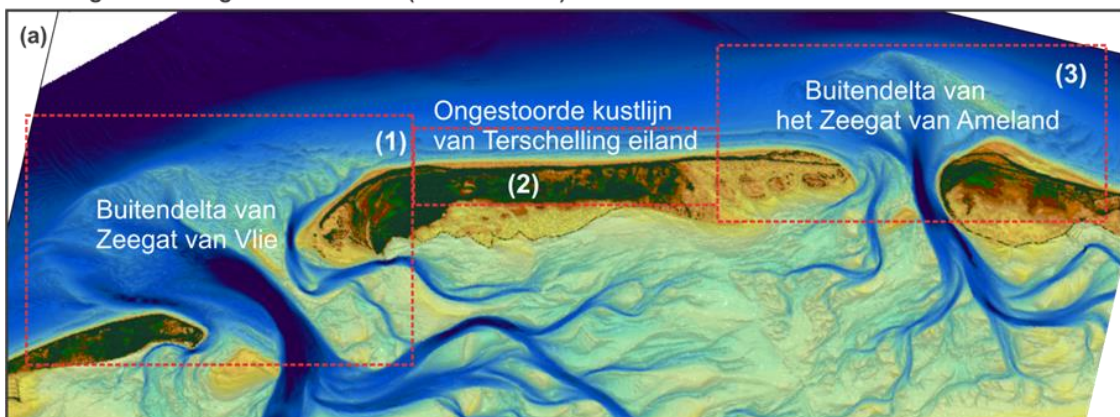 (a)
(1)
Buitendelta van
Zeegat van Vlie
Ongestoorde kustlijn
van Terschelling eiland
(2)
(3)
Buitendelta van
het Zeegat van Ameland